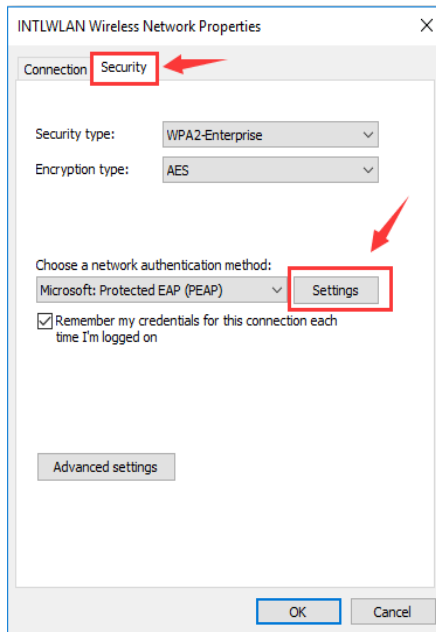 INTLWLAN Wireless Network Properties
Connection Security
Security type: WPA2-Enterprise
Encryption type: AES
Choose a network authentication method:
Microsoft: Protected EAP (PEAP) Settings
Remember my credentials for this connection each
time I'm logged on
Advanced settings
OK Cancel